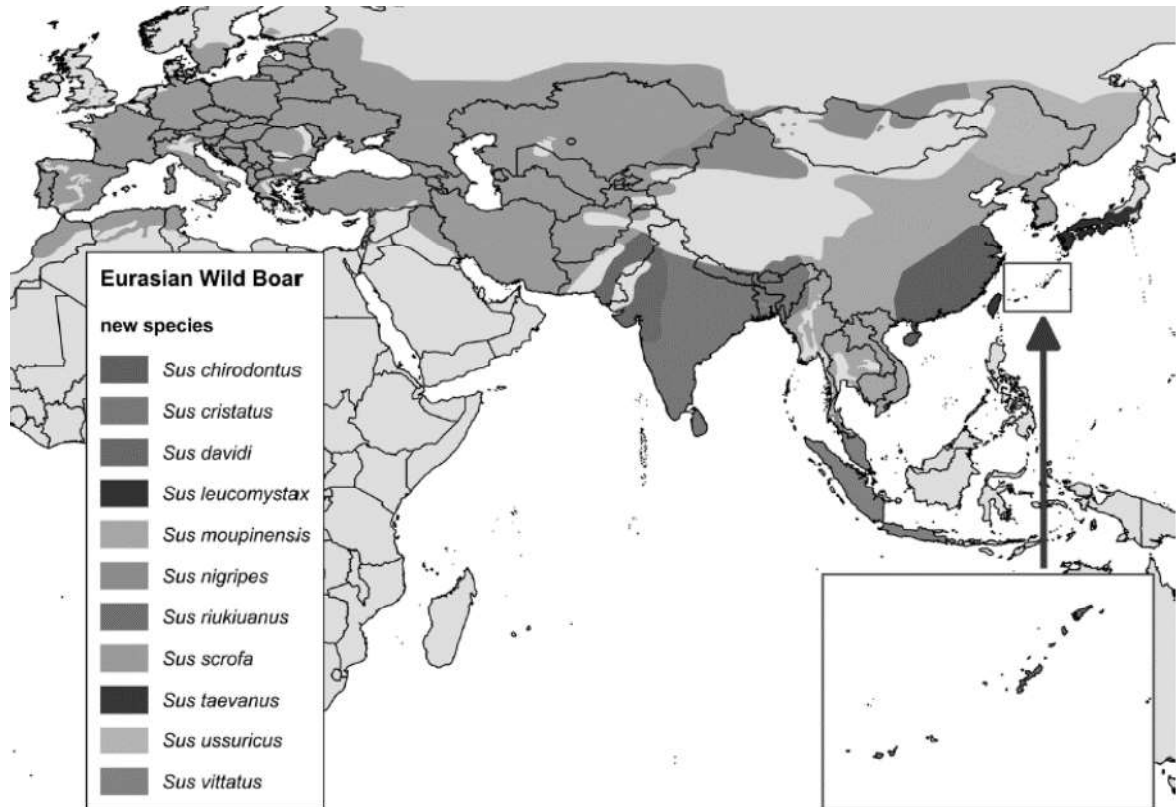 Eurasian Wild Boar
new species
Sus chirodontus
Sus cristatus
Sus davidi
Sus leucomystax
Sus moupinensis
Sus nigripes
Sus riukiuanus
Sus scrofa
Sus taevanus
Sus ussuricus
Sus vittatus